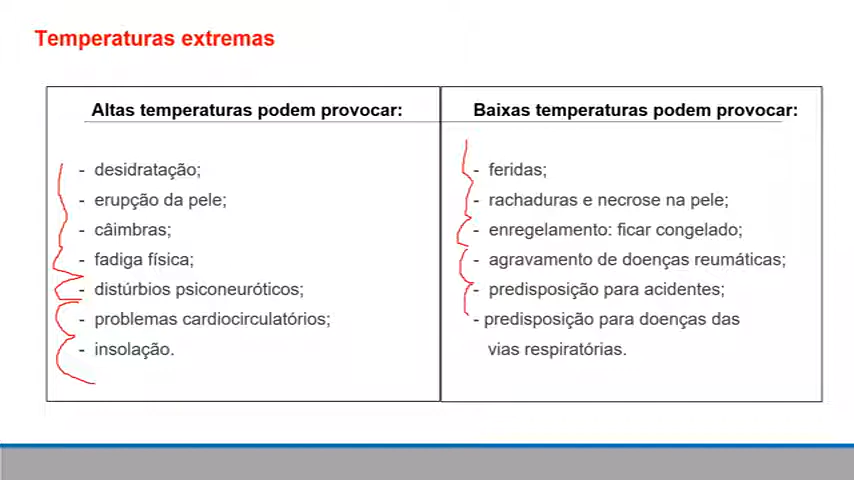 Temperaturas extremas
Altas temperaturas podem provocar:
- desidratação;
- erupção da pele;
- câimbras;
- fadiga física;
- distúrbios psiconeuróticos;
- problemas cardiocirculatórios;
- insolação.
Baixas temperaturas podem provocar:
- feridas;
- rachaduras e necrose na pele;
- enregelamento: ficar congelado;
- agravamento de doenças reumáticas;
- predisposição para acidentes;
- predisposição para doenças das
vias respiratórias.